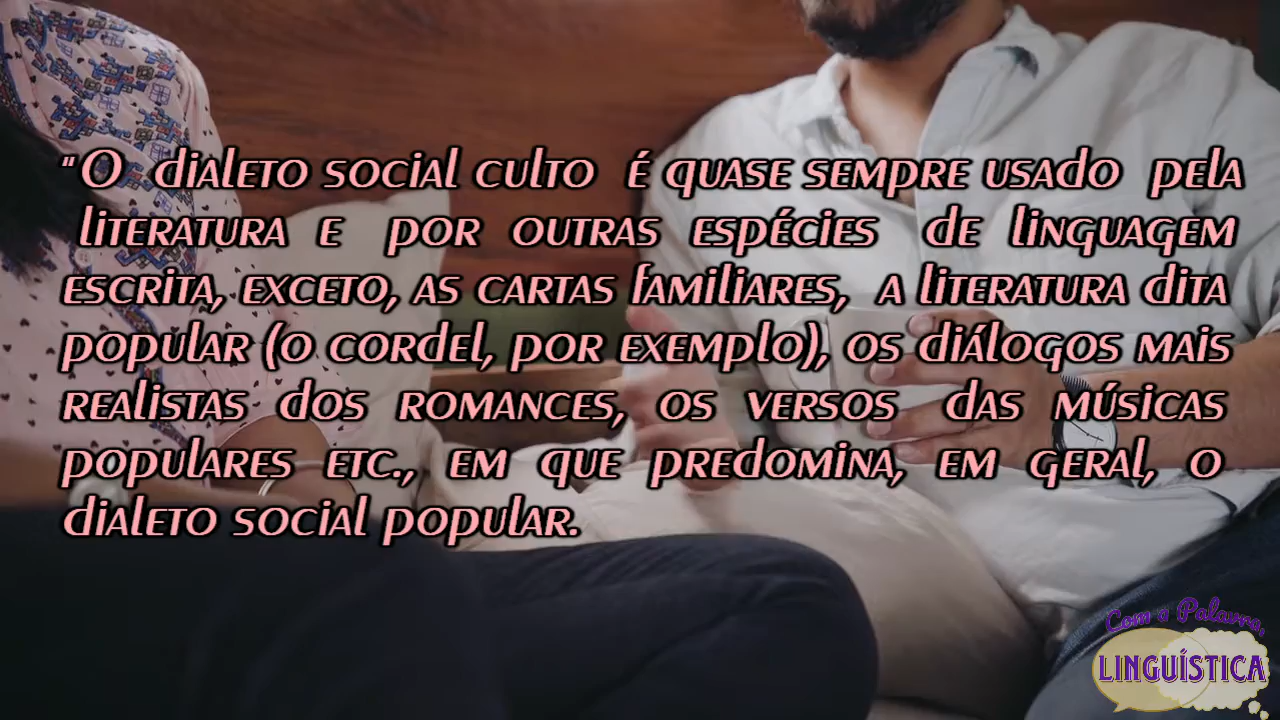 "O dialeto social culto é quase sempre usado pela
literatura e por outras espécies de linguagem
escrita, exceto, as cartas familiares, a literatura dita
popular (o cordel, por exemplo), os diálogos mais
realistas dos romances, os versos das músicas
populares etc., em que predomina, em geral, o
dialeto social popular.
Com a Palavra,
LINGUÍSTICA